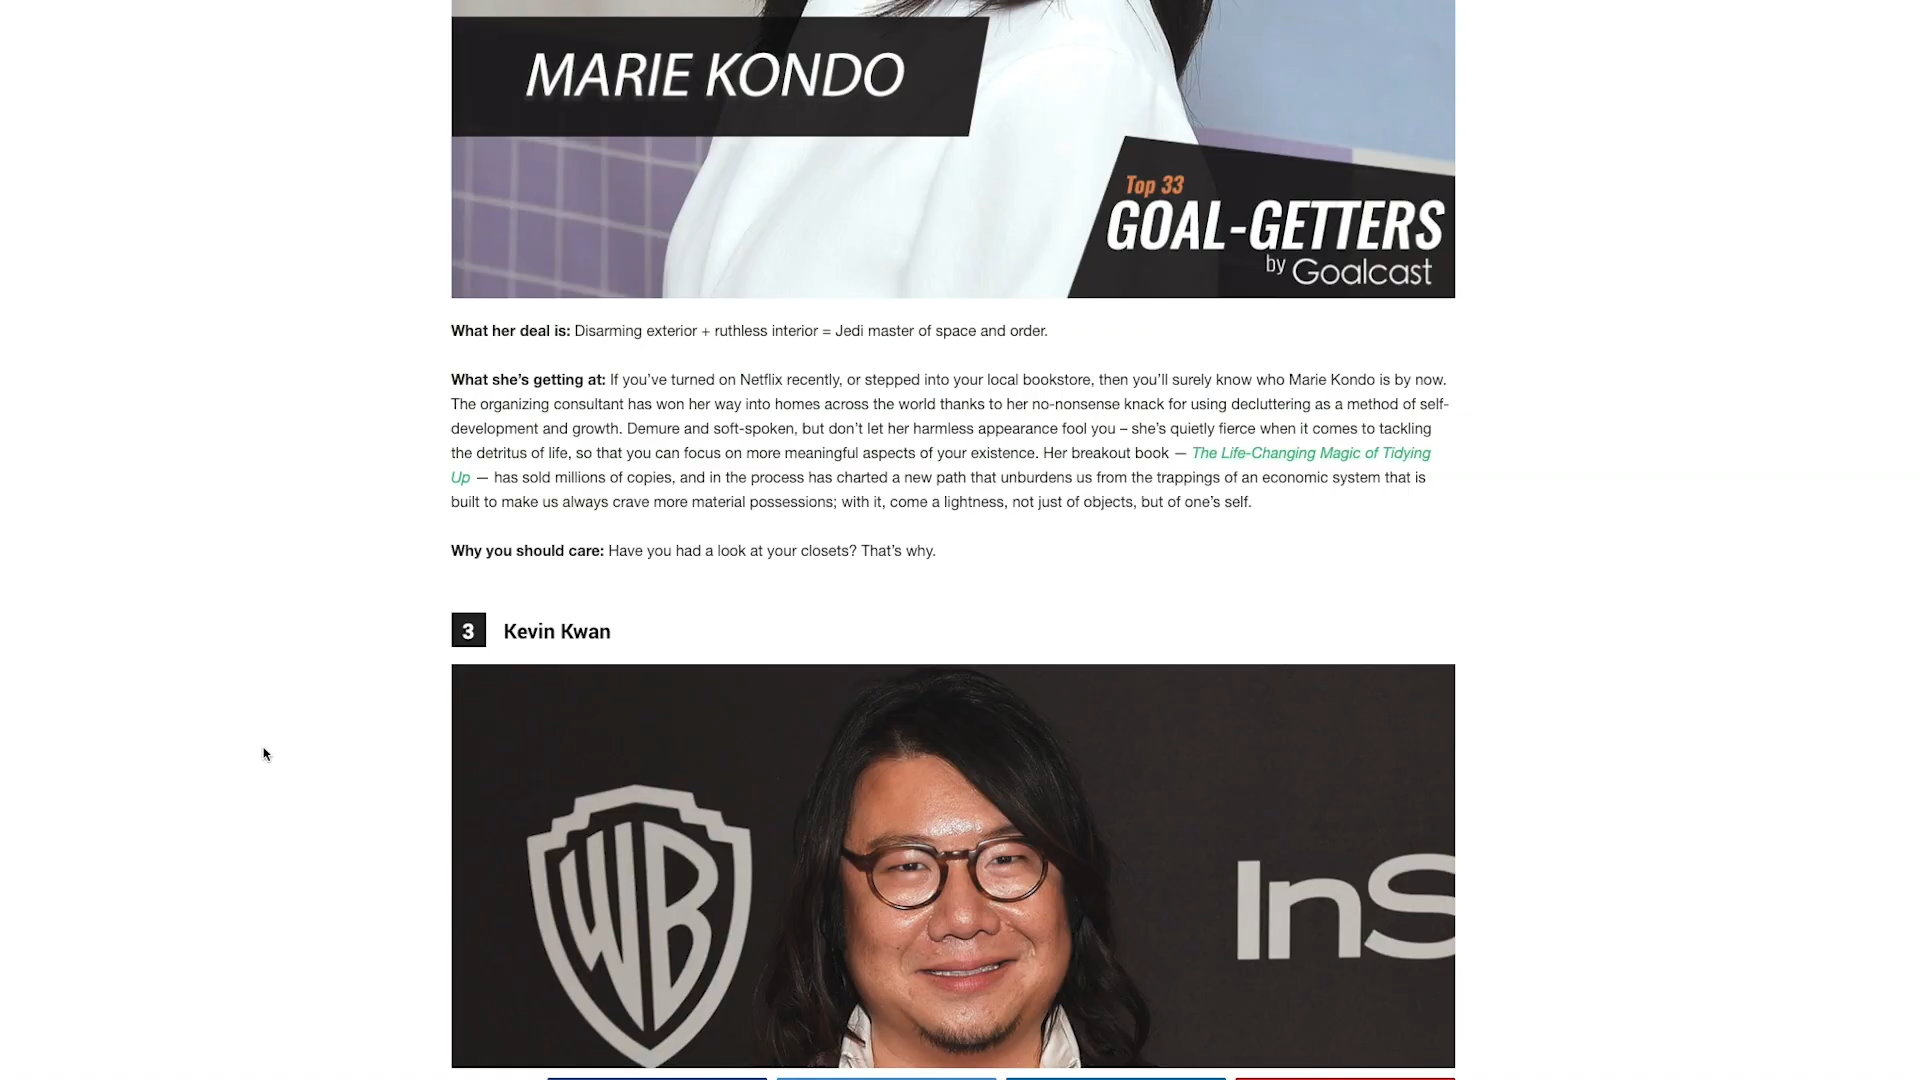 MARIE KONDO
Top 33
GOAL-GETTERS
by Goalcast
What her deal is: Disarming exterior + ruthless interior = Jedi master of space and order.
What she’s getting at: If you’ve turned on Netflix recently, or stepped into your local bookstore, then you’ll surely know who Marie Kondo is by now.
The organizing consultant has won her way into homes across the world thanks to her no-nonsense knack for using decluttering as a method of self-
development and growth. Demure and soft-spoken, but don’t let her harmless appearance fool you – she’s quietly fierce when it comes to tackling
the detritus of life, so that you can focus on more meaningful aspects of your existence. Her breakout book — The Life-Changing Magic of Tidying
Up — has sold millions of copies, and in the process has charted a new path that unburdens us from the trappings of an economic system that is
built to make us always crave more material possessions; with it, come a lightness, not just of objects, but of one’s self.
Why you should care: Have you had a look at your closets? That’s why.
3 Kevin Kwan
WB
InS